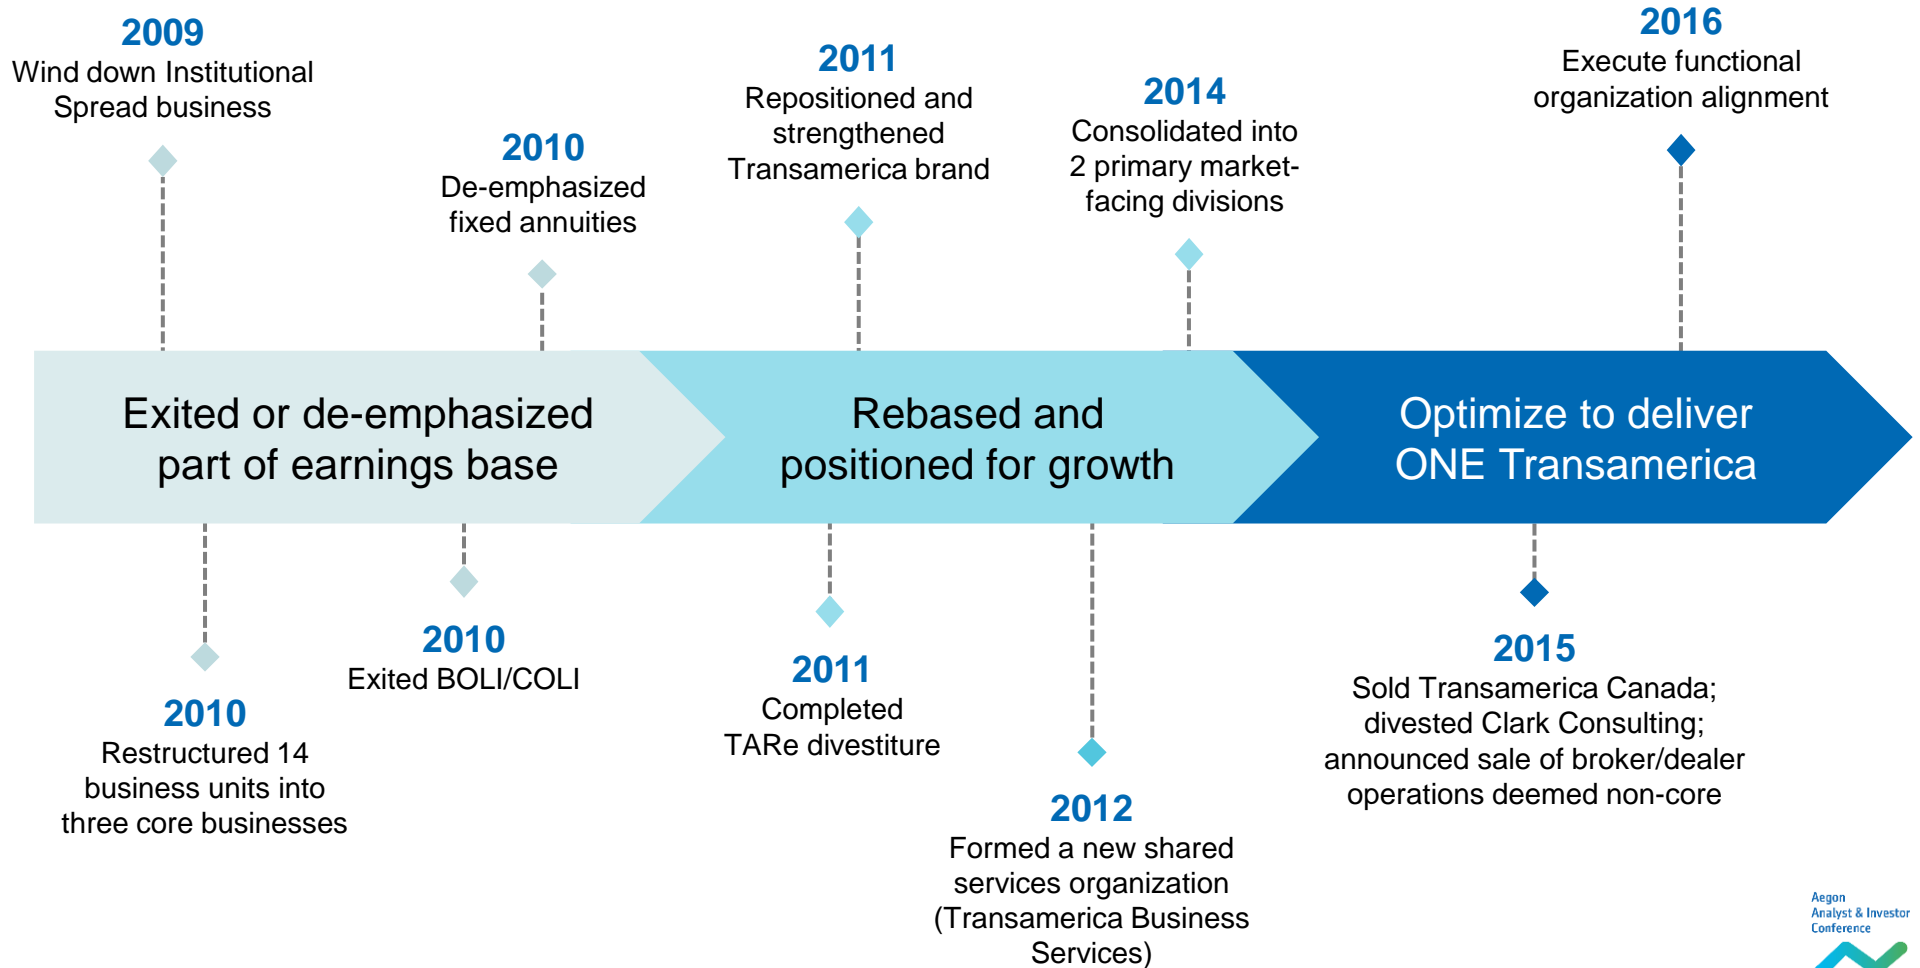 2009
Wind down Institutional
Spread business
2010
De-emphasized
fixed annuities
2011
Repositioned and
strengthened
Transamerica brand
2014
Consolidated into
2 primary market-
facing divisions
2016
Execute functional
organization alignment
Exited or de-emphasized
part of earnings base
Rebased and
positioned for growth
Optimize to deliver
ONE Transamerica
2010
Restructured 14
business units into
three core businesses
2010
Exited BOLI/COLI
2011
Completed
TARe divestiture
2012
Formed a new shared
services organization
(Transamerica Business
Services)
2015
Sold Transamerica Canada;
divested Clark Consulting;
announced sale of broker/dealer
operations deemed non-core
Aegon
Analyst & Investor
Conference